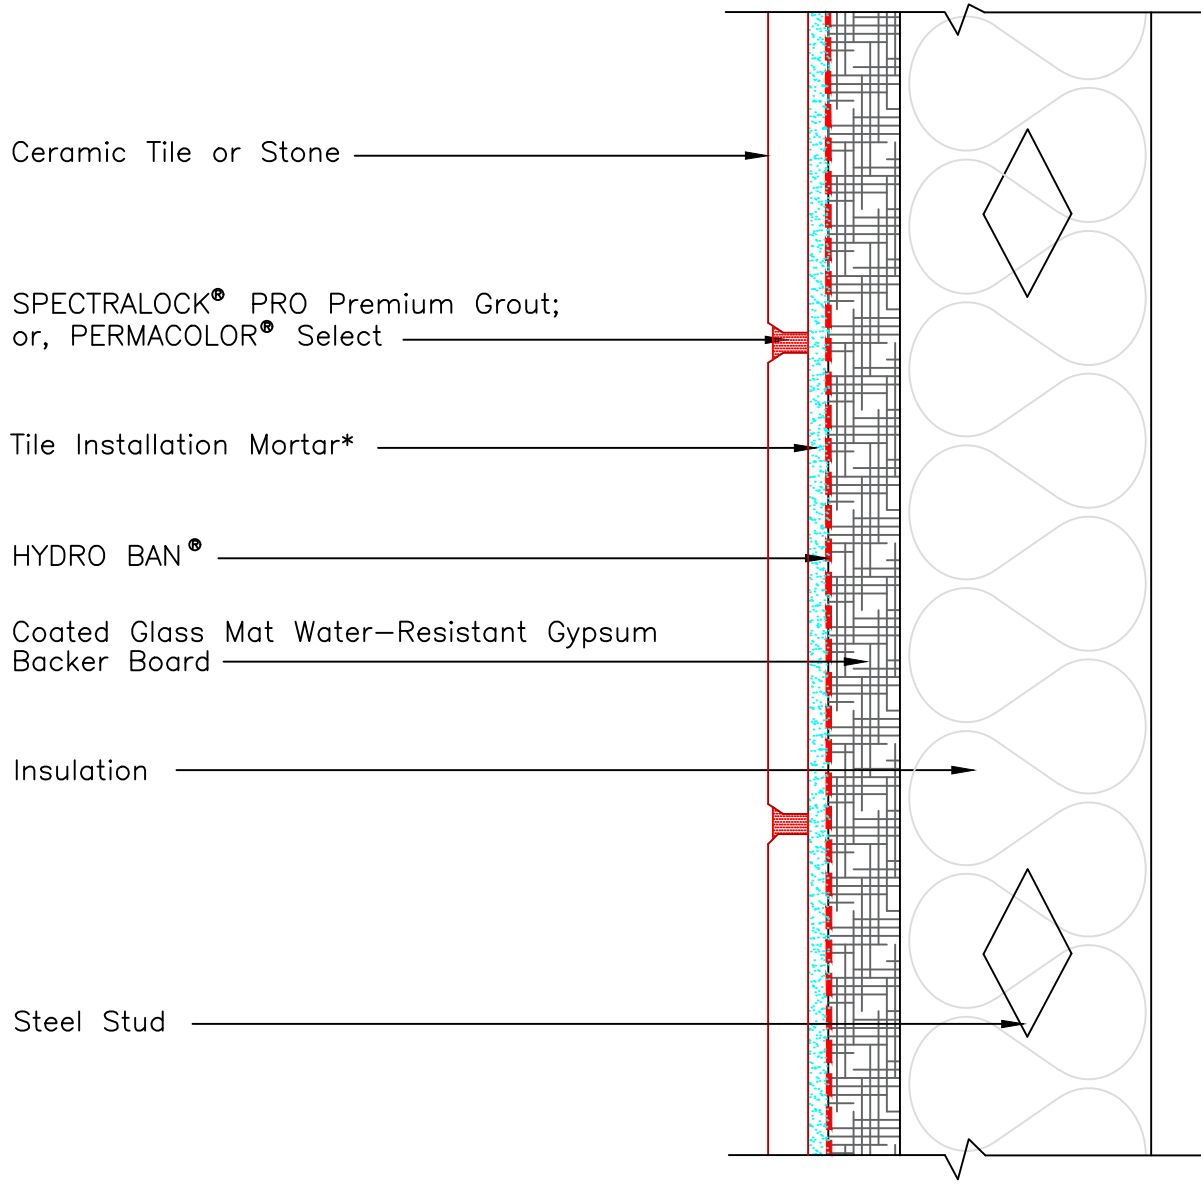 Ceramic Tile or Stone
SPECTRALOCK® PRO Premium Grout;
or, PERMACOLOR® Select
Tile Installation Mortar*
HYDRO BAN®
Coated Glass Mat Water-Resistant Gypsum
Backer Board
Insulation
Steel Stud